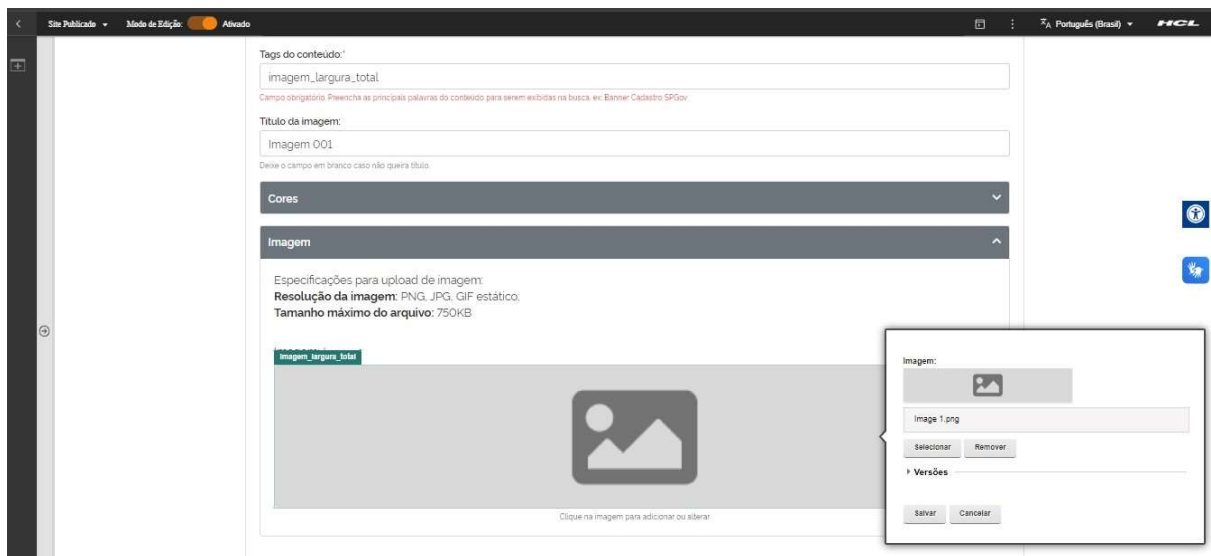 Site Publicado
Modo de Edição:
Ativado
Português (Brasil)
HCL
Tags do conteúdo:*
imagem_largura_total
Campo obrigatório. Preencha as principais palavras do conteúdo para serem exibidas na busca. ex: Banner Cadastro SPGov
Título da imagem:
Imagem 001
Deixe o campo em branco caso não queira título.
Cores
Imagem
Especificações para upload de imagem:
Resolução da imagem: PNG, JPG, GIF estático;
Tamanho máximo do arquivo: 750KB
Imagem_largura_total
Clique na imagem para adicionar ou alterar
Imagem:
Image 1.png
Selecionar
Remover
Versões
Salvar
Cancelar